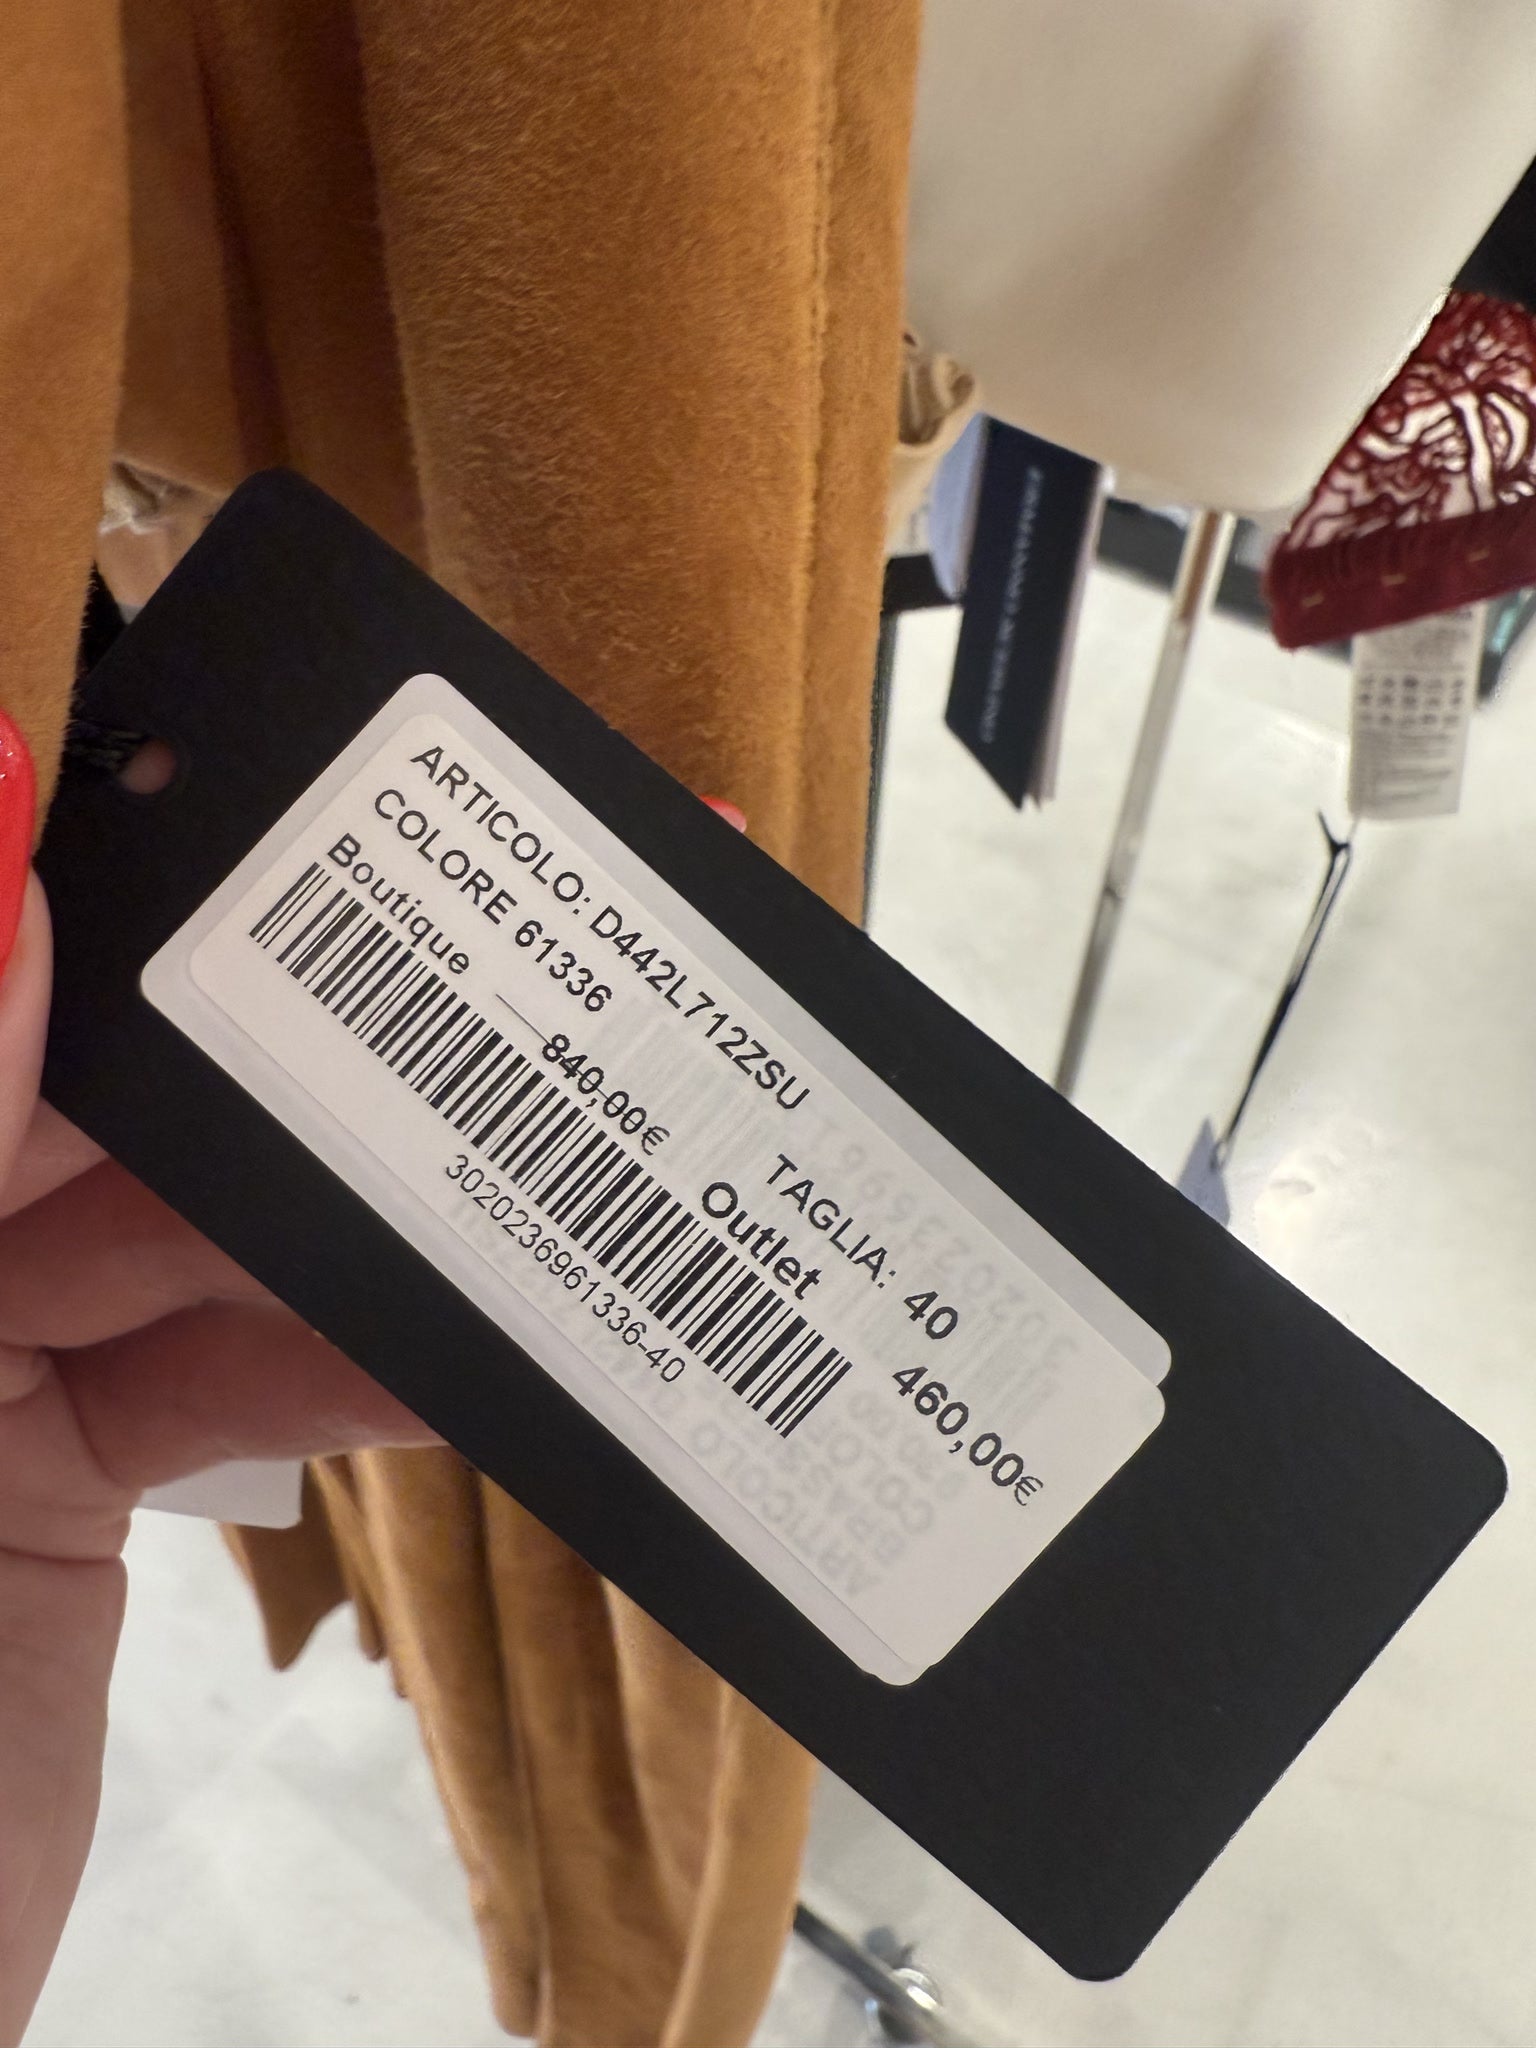 ARTICOLO: D442L712ZSU
COLORE 61336 TAGLIA: 40
Boutique 840,00€ Outlet 460,00€
3020236961336-40